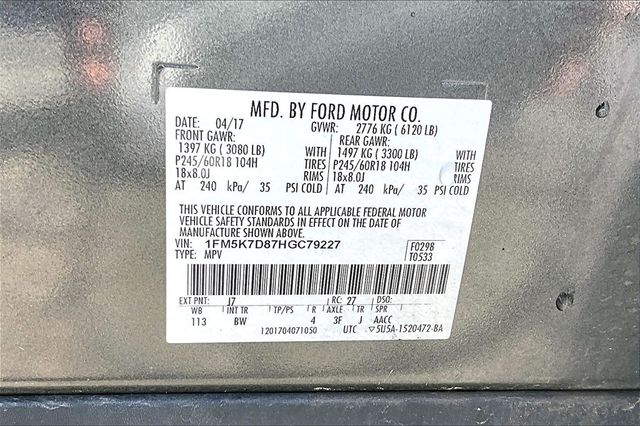 MFD. BY FORD MOTOR CO.
DATE: 04/17 GVWR: 2776 KG ( 6120 LB)
FRONT GAWR: REAR GAWR:
1397 KG ( 3080 LB) WITH 1497 KG ( 3300 LB) WITH
P245/60R18 104H TIRES P245/60R18 104H TIRES
18x8.0J RIMS 18x8.0J RIMS
AT 240 kPa/ 35 PSI COLD AT 240 kPa/ 35 PSI COLD
THIS VEHICLE CONFORMS TO ALL APPLICABLE FEDERAL MOTOR
VEHICLE SAFETY STANDARDS IN EFFECT ON THE DATE OF
MANUFACTURE SHOWN ABOVE.
VIN: 1FM5K7D87HGC79227 F0298
TYPE: MPV T0533
EXT PNT: J7 RC: 27 DSO:
WB INT TR TP/PS R AXLE TR SPR
113 BW 4 3F J AACC
1201704071050 UTC ▽5U5A-1520472-BA